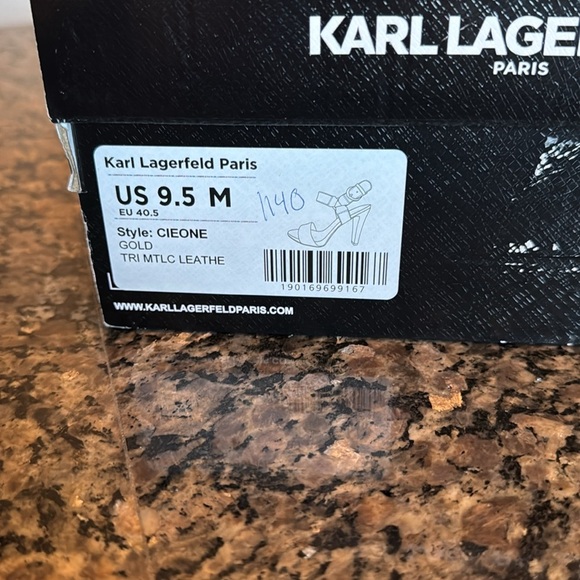 KARL LAGE
PARIS
Karl Lagerfeld Paris
US 9.5 M
EU 40.5
1140
Style: CIEONE
GOLD
TRI MTLC LEATHE
190169699167
WWW.KARLLAGERFELDPARIS.COM